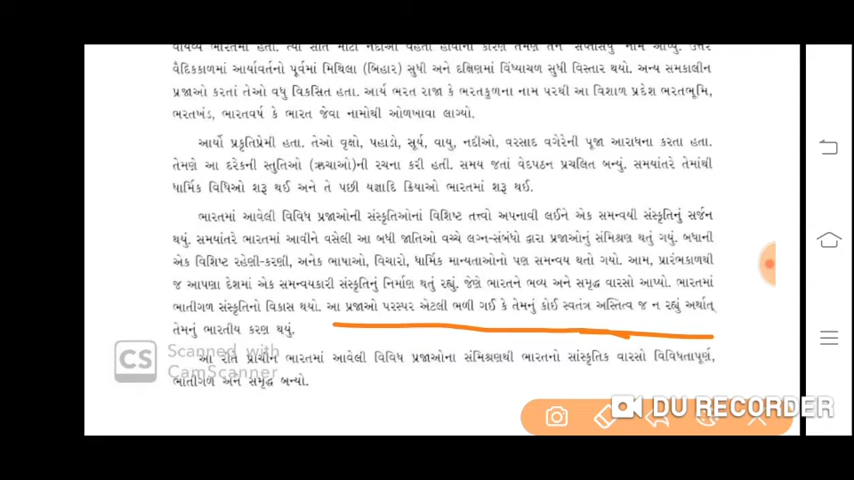 વાયવ્ય ભારતમાં હતા. ત્યાં સાત મોટી નદીઓ વહેતી હોવાના કારણે તેમણે તેને સપ્તસિંધુ નામ આપ્યું. ઉત્તર
વૈદિકકાળમાં આર્યાવર્તનો પૂર્વમાં મિથિલા (બિહાર) સુધી અને દક્ષિણમાં વિંધ્યાચળ સુધી વિસ્તાર થયો. અન્ય સમકાલીન
પ્રજાઓ કરતાં તેઓ વધુ વિકસિત હતા. આર્ય ભરત રાજા કે ભરતકુળના નામ પરથી આ વિશાળ પ્રદેશ ભરતભૂમિ,
ભરતખંડ, ભારતવર્ષ કે ભારત જેવા નામોથી ઓળખાવા લાગ્યો.
આર્યો પ્રકૃતિપ્રેમી હતા. તેઓ વૃક્ષો, પહાડો, સૂર્ય, વાયુ, નદીઓ, વરસાદ વગેરેની પૂજા આરાધના કરતા હતા.
તેમણે આ દરેકની સ્તુતિઓ (ઋચાઓ)ની રચના કરી હતી. સમય જતાં વેદપઠન પ્રચલિત બન્યું. સમયાંતરે તેમાંથી
ધાર્મિક વિધિઓ શરૂ થઈ અને તે પછી યજ્ઞાદિ ક્રિયાઓ ભારતમાં શરૂ થઈ.
ભારતમાં આવેલી વિવિધ પ્રજાઓની સંસ્કૃતિઓનાં વિશિષ્ટ તત્ત્વો અપનાવી લઈને એક સમન્વયી સંસ્કૃતિનું સર્જન
થયું. સમયાંતરે ભારતમાં આવીને વસેલી આ બધી જાતિઓ વચ્ચે લગ્ન-સંબંધો દ્વારા પ્રજાઓનું સંમિશ્રણ થતું ગયું. બધાની
એક વિશિષ્ટ રહેણી-કરણી, અનેક ભાષાઓ, વિચારો, ધાર્મિક માન્યતાઓનો પણ સમન્વય થતો ગયો. આમ, પ્રારંભકાળથી
જ આપણા દેશમાં એક સમન્વયકારી સંસ્કૃતિનું નિર્માણ થતું રહ્યું. જેણે ભારતને ભવ્ય અને સમૃદ્ધ વારસો આપ્યો. ભારતમાં
ભાતીગળ સંસ્કૃતિનો વિકાસ થયો. આ પ્રજાઓ પરસ્પર એટલી ભળી ગઈ કે તેમનું કોઈ સ્વતંત્ર અસ્તિત્વ જ ન રહ્યું અર્થાત્
તેમનું ભારતીય કરણ થયું.
આ રીતે પ્રાચીન ભારતમાં આવેલી વિવિધ પ્રજાઓના સંમિશ્રણથી ભારતનો સાંસ્કૃતિક વારસો વિવિધતાપૂર્ણ,
ભાતીગળ અને સમૃદ્ધ બન્યો.
CS Scanned with
CamScanner
DU RECORDER